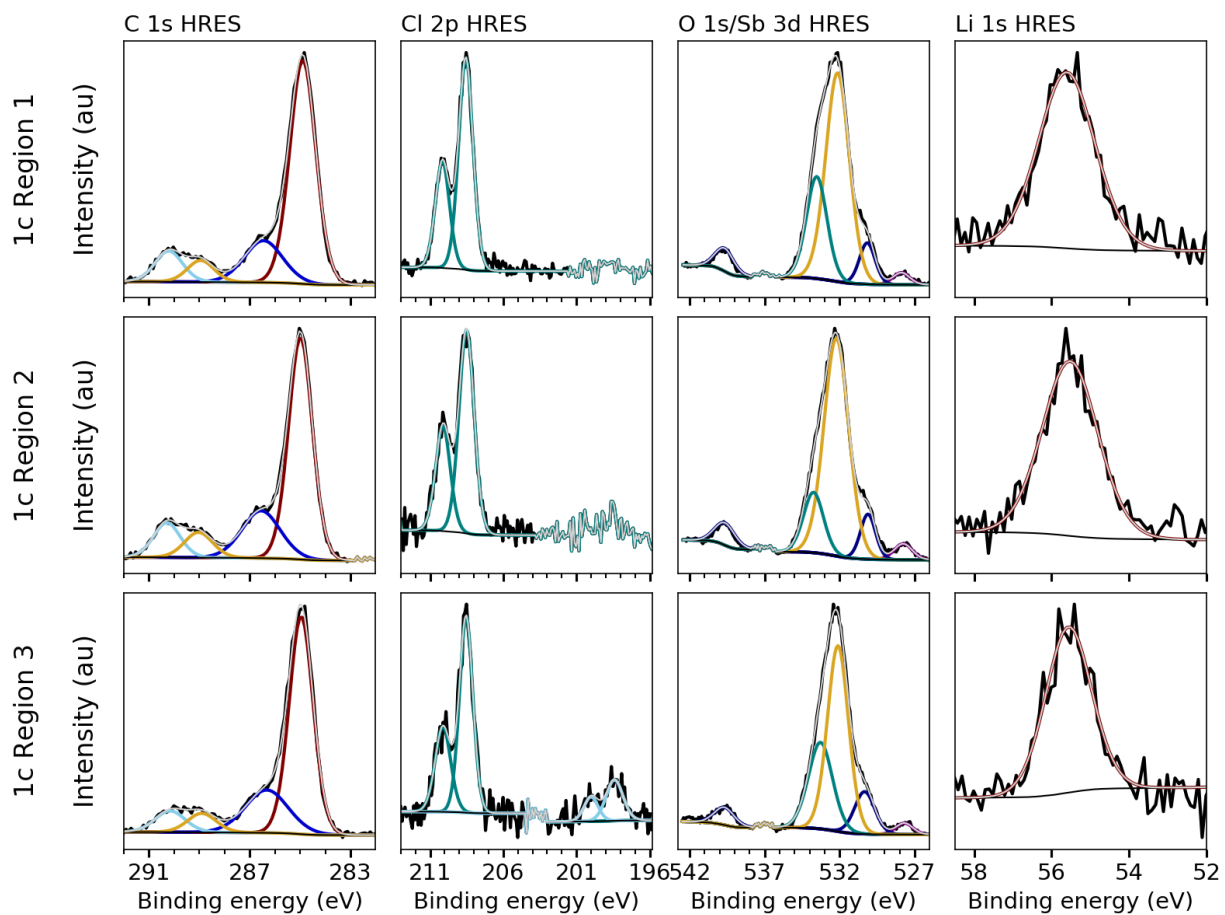 C 1s HRES
Cl 2p HRES
O 1s/Sb 3d HRES
Li 1s HRES
1c Region 1
Intensity (au)
1c Region 2
Intensity (au)
1c Region 3
Intensity (au)
291 287 283
211 206 201 196
542 537 532 527
58 56 54 52
Binding energy (eV)
Binding energy (eV)
Binding energy (eV)
Binding energy (eV)